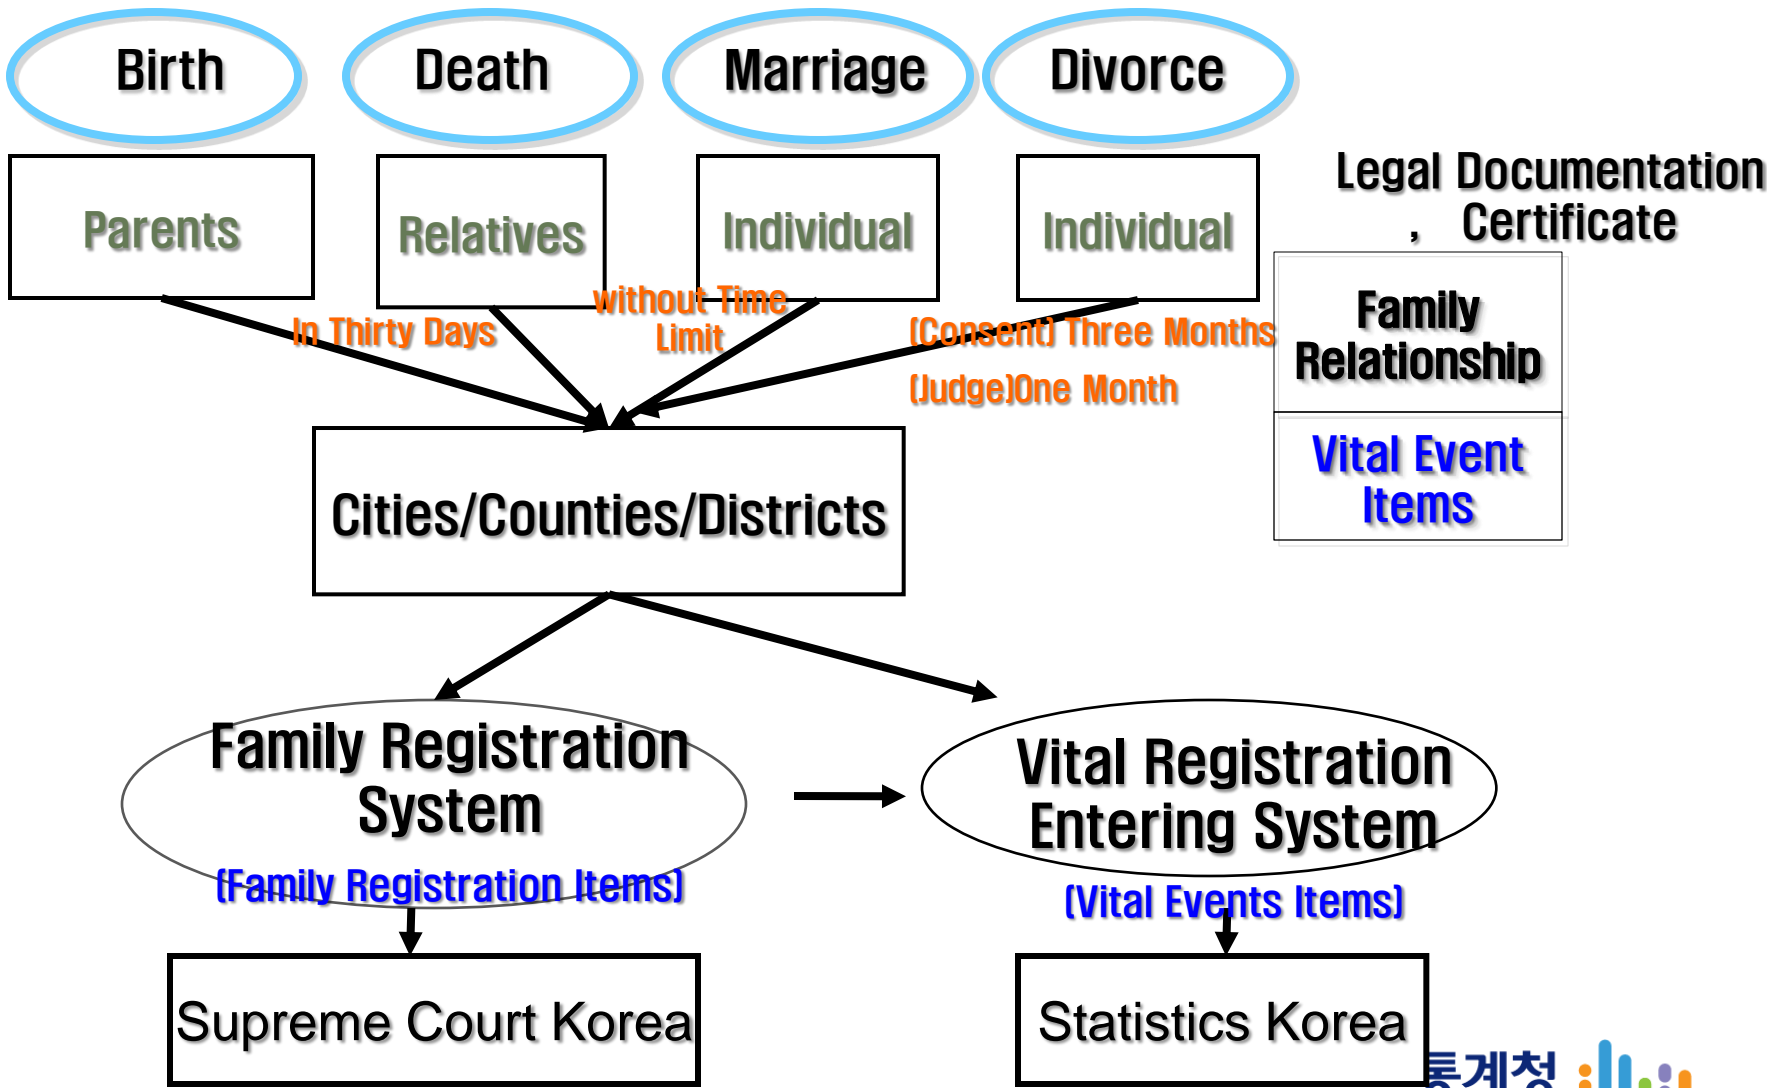 Birth
Death
Marriage
Divorce
Parents
Relatives
Individual
Individual
Legal Documentation
, Certificate
In Thirty Days
without Time
Limit
(Consent) Three Months
(Judge)One Month
Family
Relationship
Vital Event
Items
Cities/Counties/Districts
Family Registration
System
(Family Registration Items)
Vital Registration
Entering System
(Vital Events Items)
Supreme Court Korea
Statistics Korea
통계청